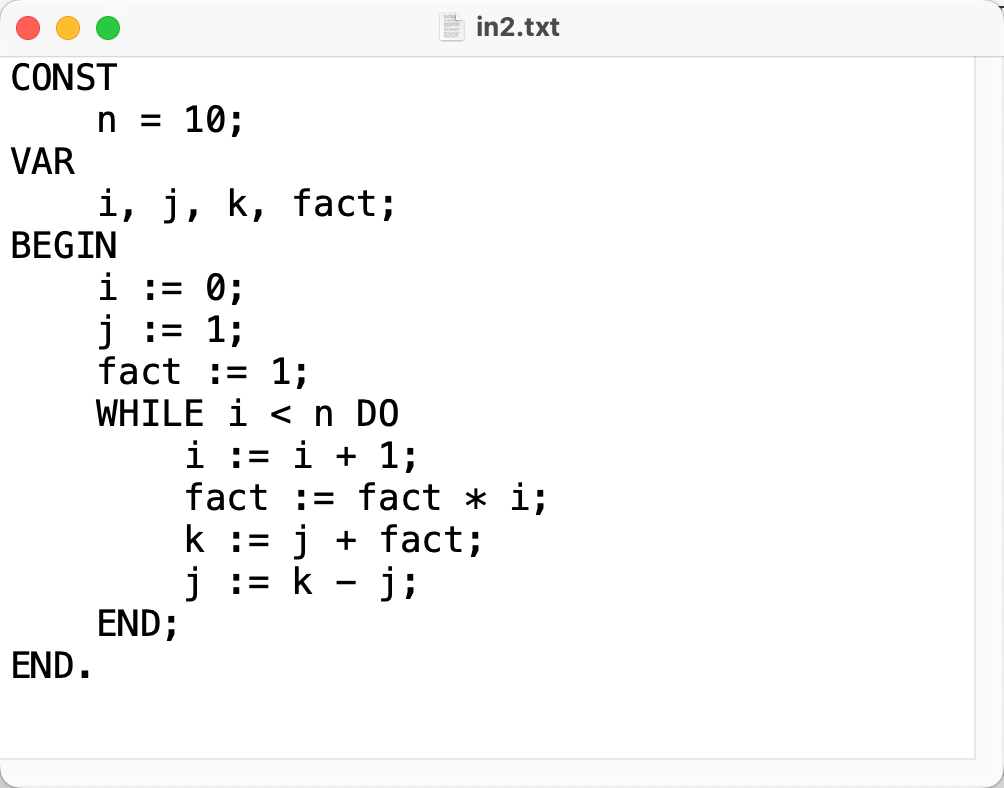 in2.txt
CONST
    n = 10;
VAR
    i, j, k, fact;
BEGIN
    i := 0;
    j := 1;
    fact := 1;
    WHILE i < n DO
        i := i + 1;
        fact := fact * i;
        k := j + fact;
        j := k - j;
    END;
END.